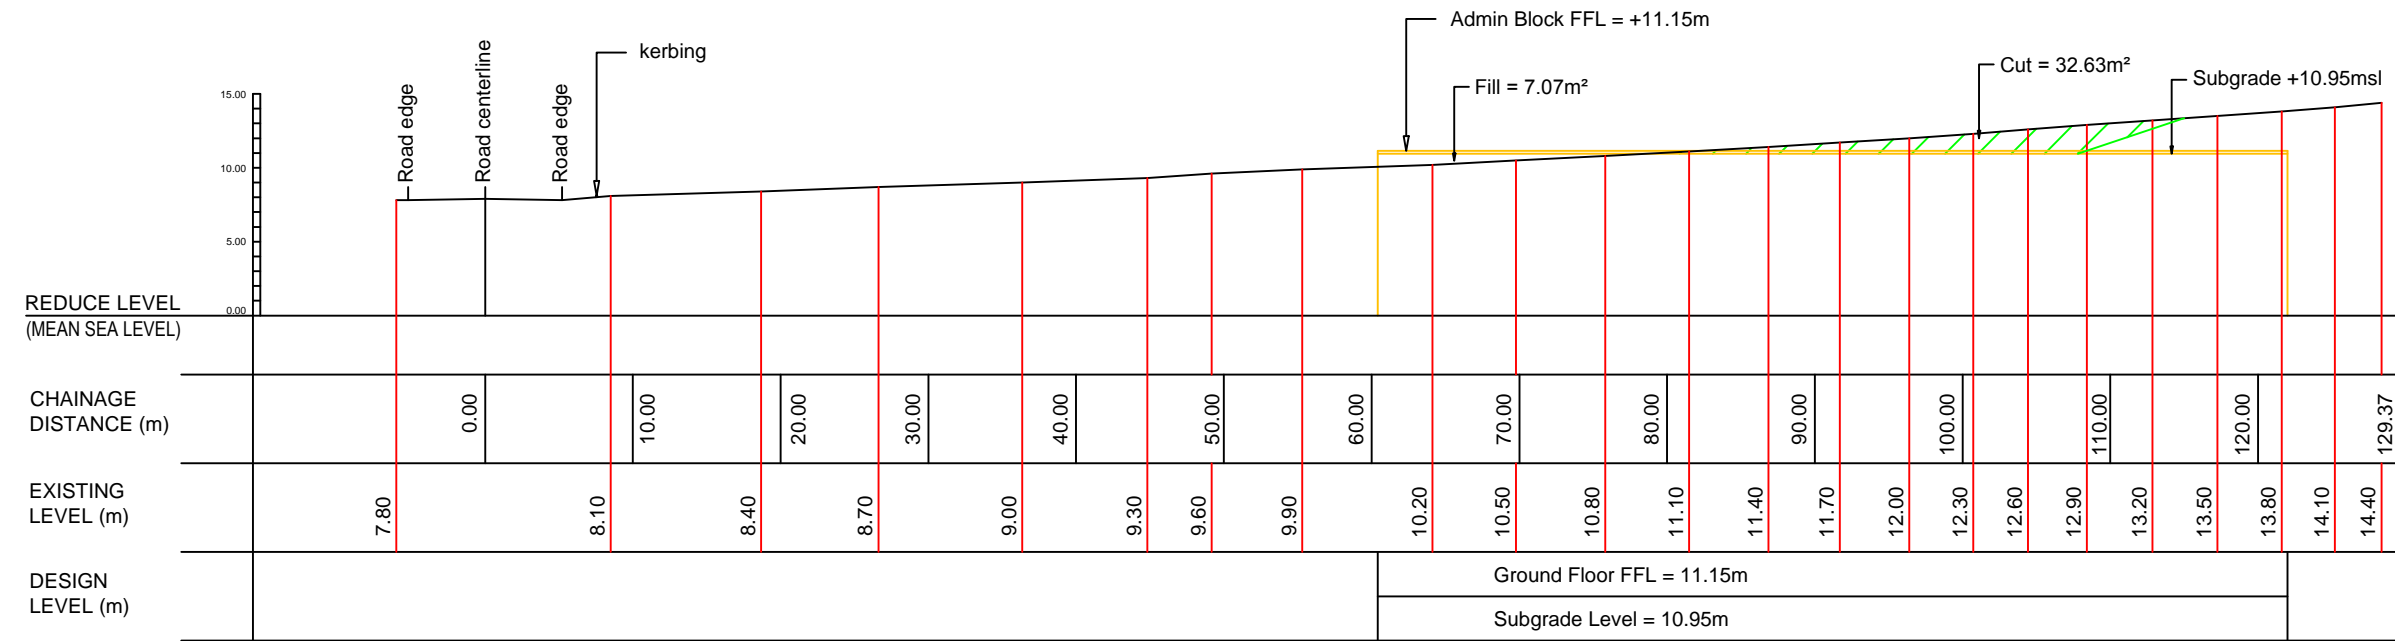 Admin Block FFL = +11.15m
kerbing
Road edge
Road centerline
Road edge
Fill = 7.07m²
Cut = 32.63m²
Subgrade +10.95msl
15.00
10.00
5.00
0.00
REDUCE LEVEL
(MEAN SEA LEVEL)
CHAINAGE
DISTANCE (m)
0.00
10.00
20.00
30.00
40.00
50.00
60.00
70.00
80.00
90.00
100.00
110.00
120.00
129.37
EXISTING
LEVEL (m)
7.80
8.10
8.40
8.70
9.00
9.30
9.60
9.90
10.20
10.50
10.80
11.10
11.40
11.70
12.00
12.30
12.60
12.90
13.20
13.50
13.80
14.10
14.40
DESIGN
LEVEL (m)
Ground Floor FFL = 11.15m
Subgrade Level = 10.95m